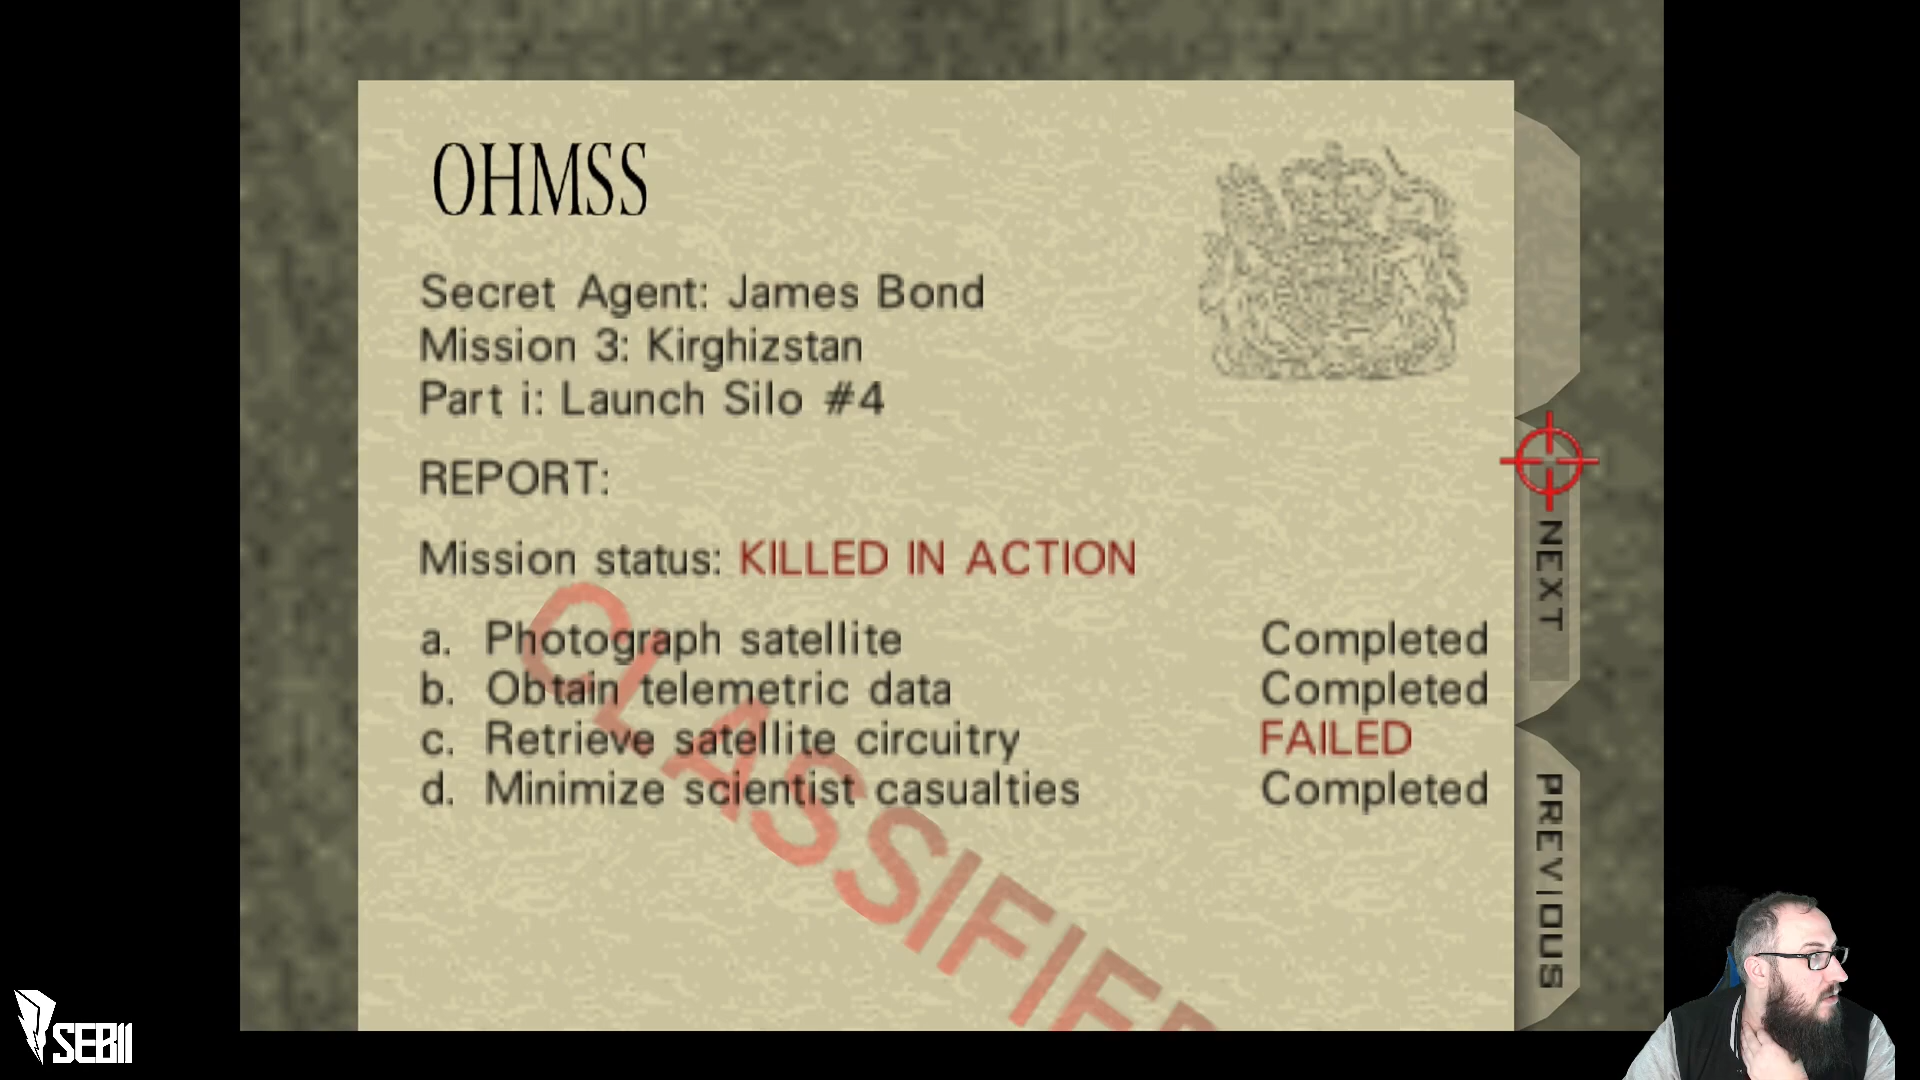 OHMSS
Secret Agent: James Bond
Mission 3: Kirghizstan
Part i: Launch Silo #4
REPORT:
Mission status: KILLED IN ACTION
a. Photograph satellite Completed
b. Obtain telemetric data Completed
c. Retrieve satellite circuitry FAILED
d. Minimize scientist casualties Completed
CLASSIFIED
NEXT
PREVIOUS
SEBII